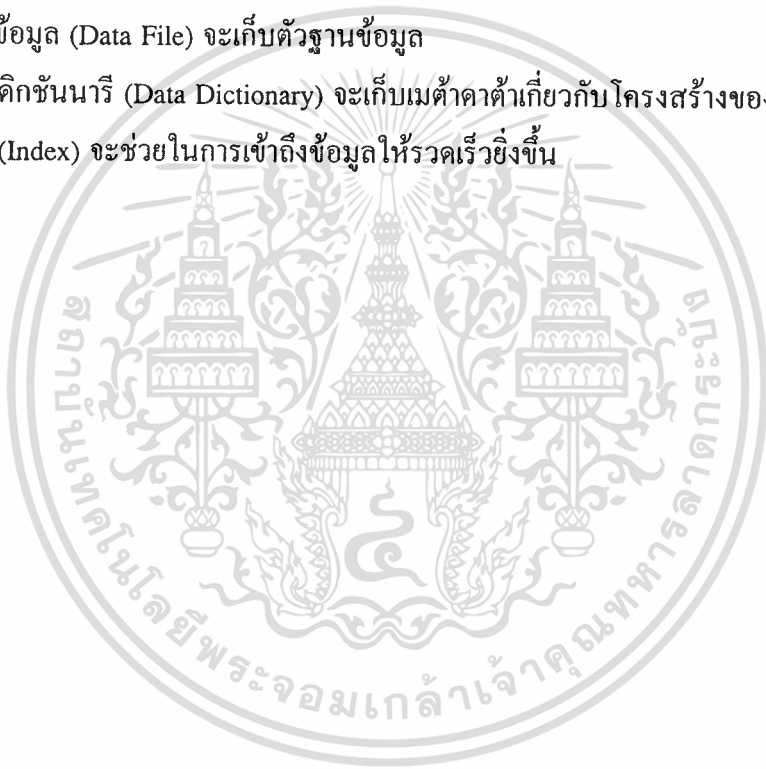 ข้อมูล (Data File) จะเก็บตัวฐานข้อมูล
ดิกชันนารี (Data Dictionary) จะเก็บเมต้าดาต้าเกี่ยวกับโครงสร้างของ
(Index) จะช่วยในการเข้าถึงข้อมูลให้รวดเร็วยิ่งขึ้น
สถาบันเทคโนโลยีพระจอมเกล้าเจ้าคุณทหารลาดกระบัง
๔